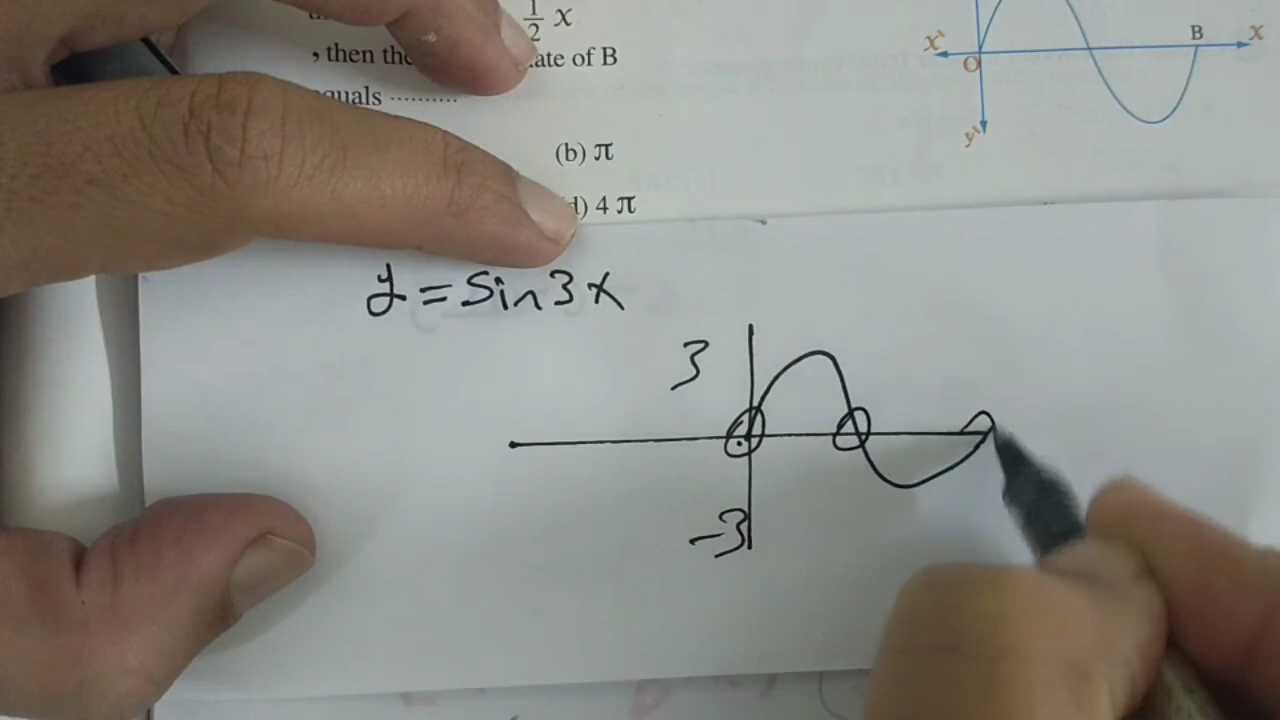 1/2 x
, then the ate of B
quals ..........
(b) π
d) 4 π
x` O B x
y`
y = Sin 3 x
3
-3